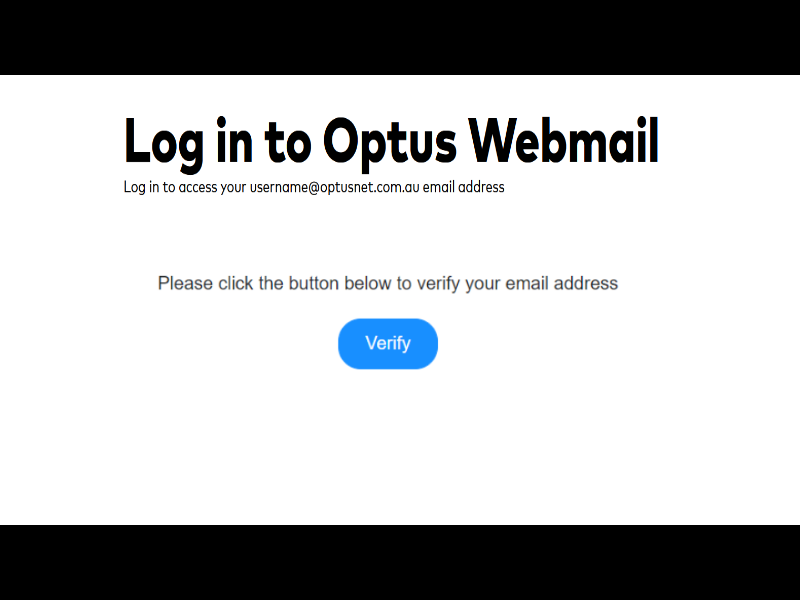 Log in to Optus Webmail
Log in to access your username@optusnet.com.au email address
Please click the button below to verify your email address
Verify